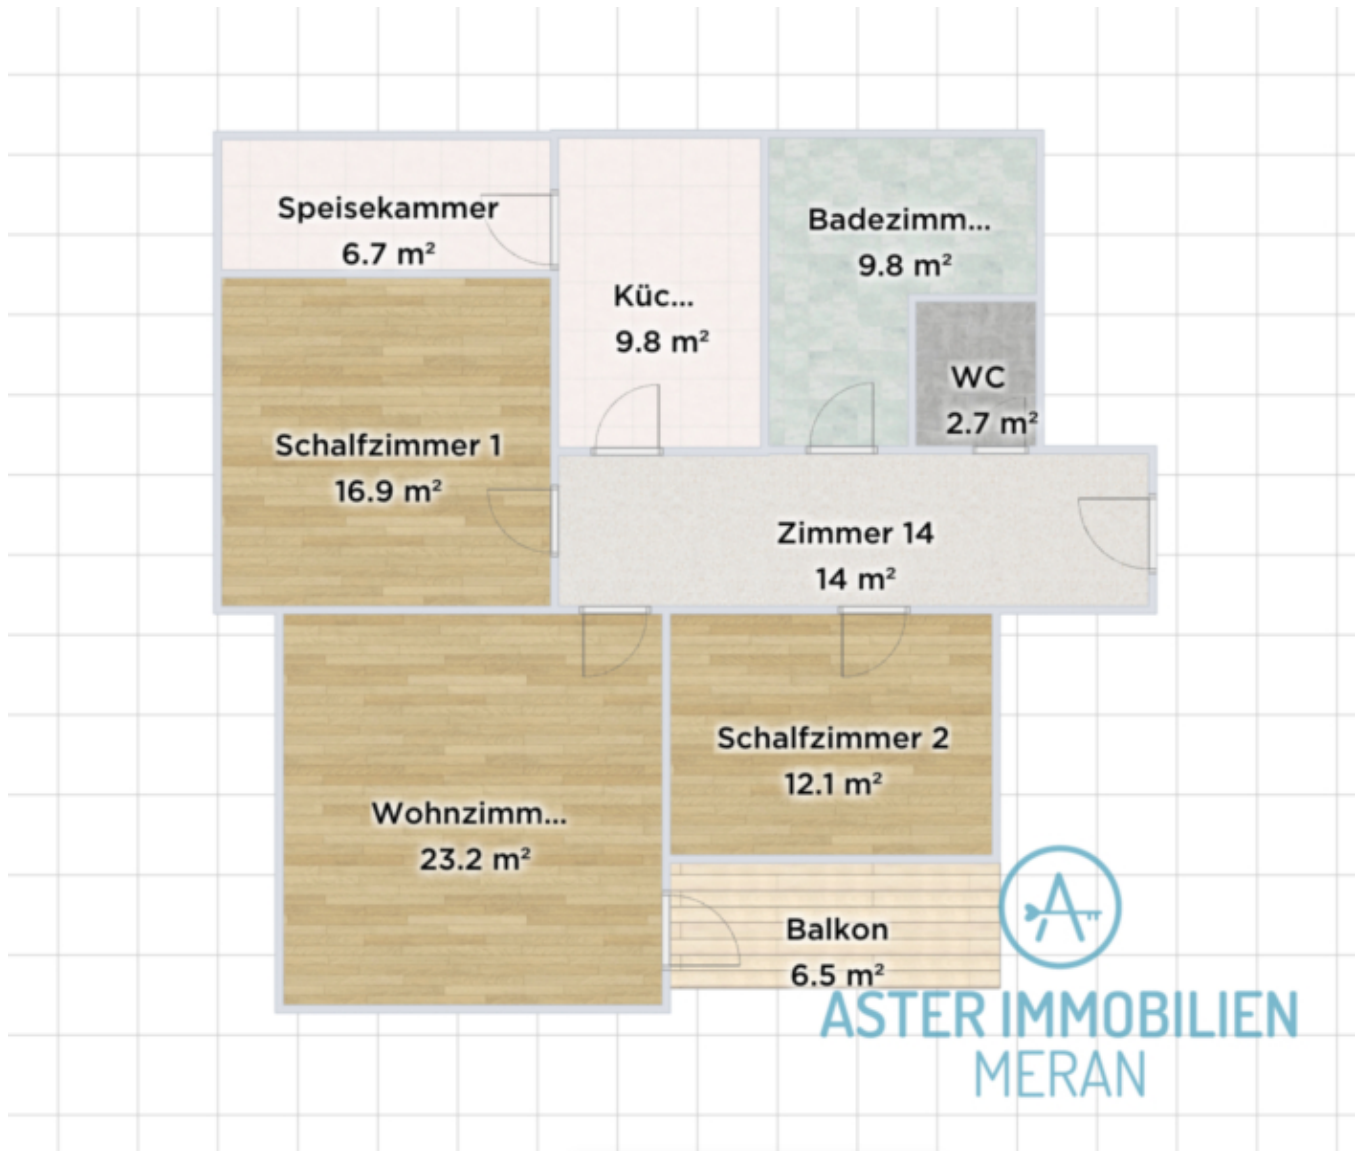 Speisekammer
6.7 m²
Küc...
9.8 m²
Badezimm...
9.8 m²
WC
2.7 m²
Schalfzimmer 1
16.9 m²
Zimmer 14
14 m²
Wohnzimm...
23.2 m²
Schalfzimmer 2
12.1 m²
Balkon
6.5 m²
ASTER IMMOBILIEN
MERAN